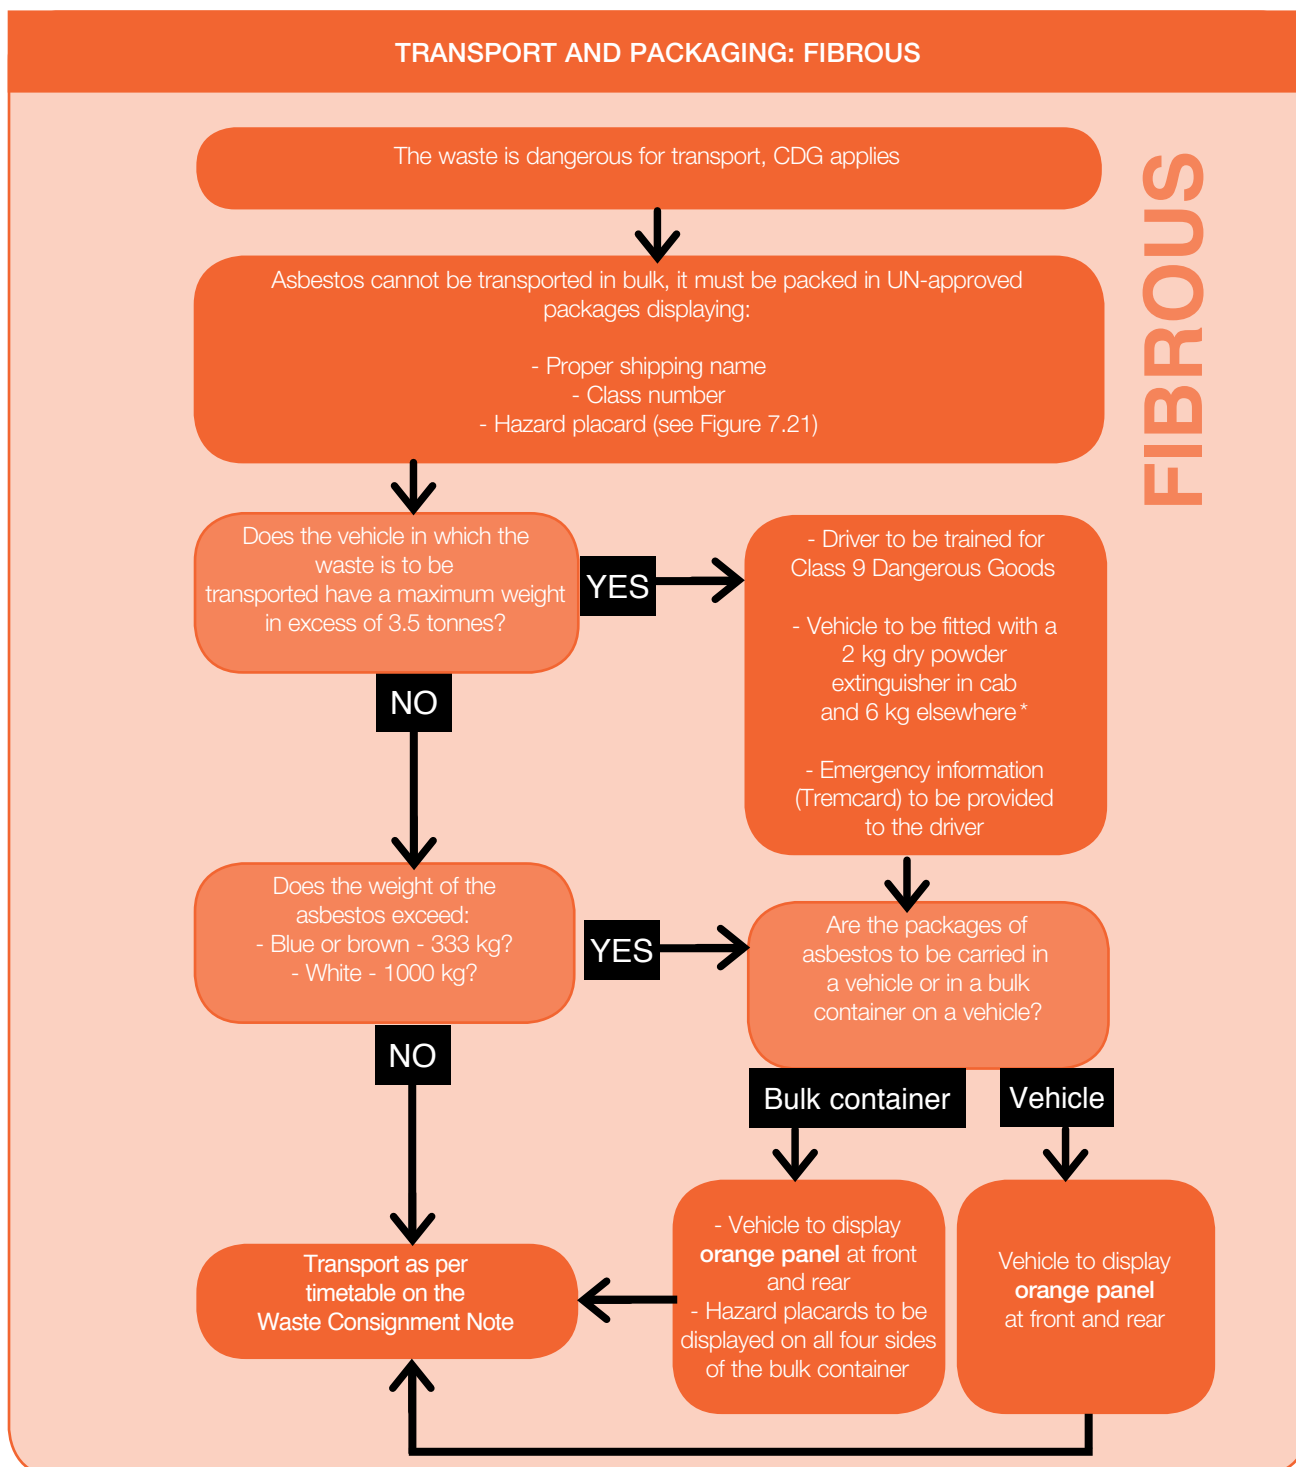 TRANSPORT AND PACKAGING: FIBROUS
FIBROUS
The waste is dangerous for transport, CDG applies
Asbestos cannot be transported in bulk, it must be packed in UN-approved
packages displaying:
- Proper shipping name
- Class number
- Hazard placard (see Figure 7.21)
Does the vehicle in which the
waste is to be
transported have a maximum weight
in excess of 3.5 tonnes?
YES
- Driver to be trained for
Class 9 Dangerous Goods
- Vehicle to be fitted with a
2 kg dry powder
extinguisher in cab
and 6 kg elsewhere *
- Emergency information
(Tremcard) to be provided
to the driver
NO
Does the weight of the
asbestos exceed:
- Blue or brown - 333 kg?
- White - 1000 kg?
YES
Are the packages of
asbestos to be carried in
a vehicle or in a bulk
container on a vehicle?
NO
Bulk container
Vehicle
- Vehicle to display
orange panel at front
and rear
- Hazard placards to be
displayed on all four sides
of the bulk container
Vehicle to display
orange panel
at front and rear
Transport as per
timetable on the
Waste Consignment Note